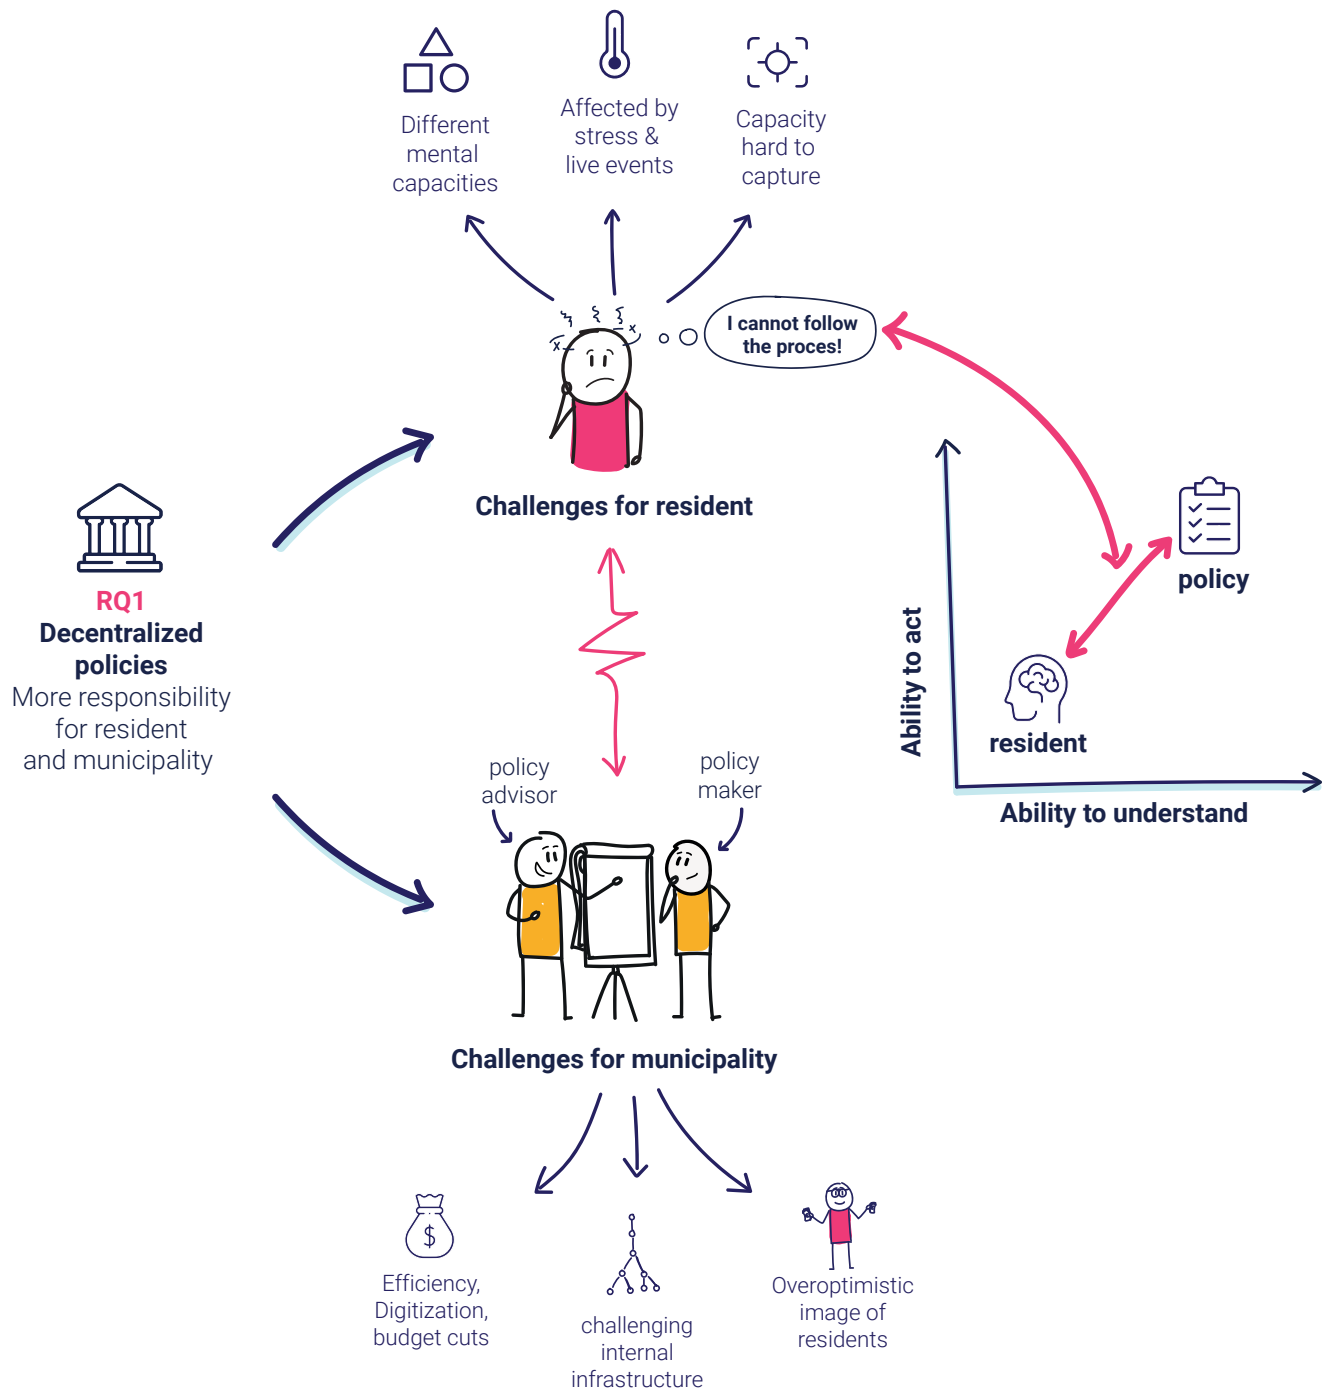 Different
mental
capacities
Affected by
stress &
live events
Capacity
hard to
capture
I cannot follow
the proces!
Challenges for resident
RQ1
Decentralized
policies
More responsibility
for resident
and municipality
policy
resident
Ability to act
Ability to understand
policy
advisor
policy
maker
Challenges for municipality
$
Efficiency,
Digitization,
budget cuts
challenging
internal
infrastructure
Overoptimistic
image of
residents